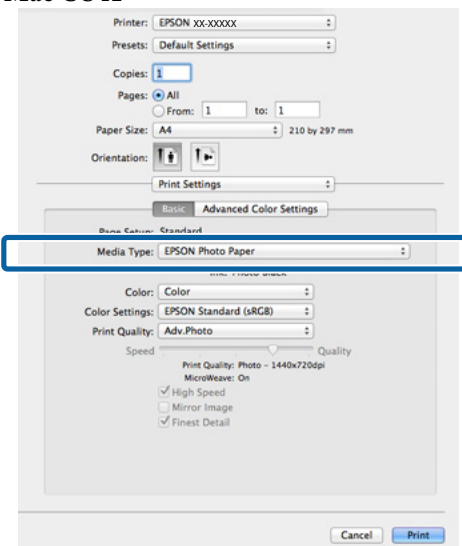 Printer: EPSON XX-XXXXX
Presets: Default Settings
Copies: 1
Pages: All
From: 1 to: 1
Paper Size: A4 210 by 297 mm
Orientation:
Print Settings
Basic Advanced Color Settings
Page Setup: Standard
Media Type: EPSON Photo Paper
Ink: Photo Black
Color: Color
Color Settings: EPSON Standard (sRGB)
Print Quality: Adv.Photo
Speed Quality
Print Quality: Photo - 1440x720dpi
MicroWeave: On
High Speed
Mirror Image
Finest Detail
Cancel Print